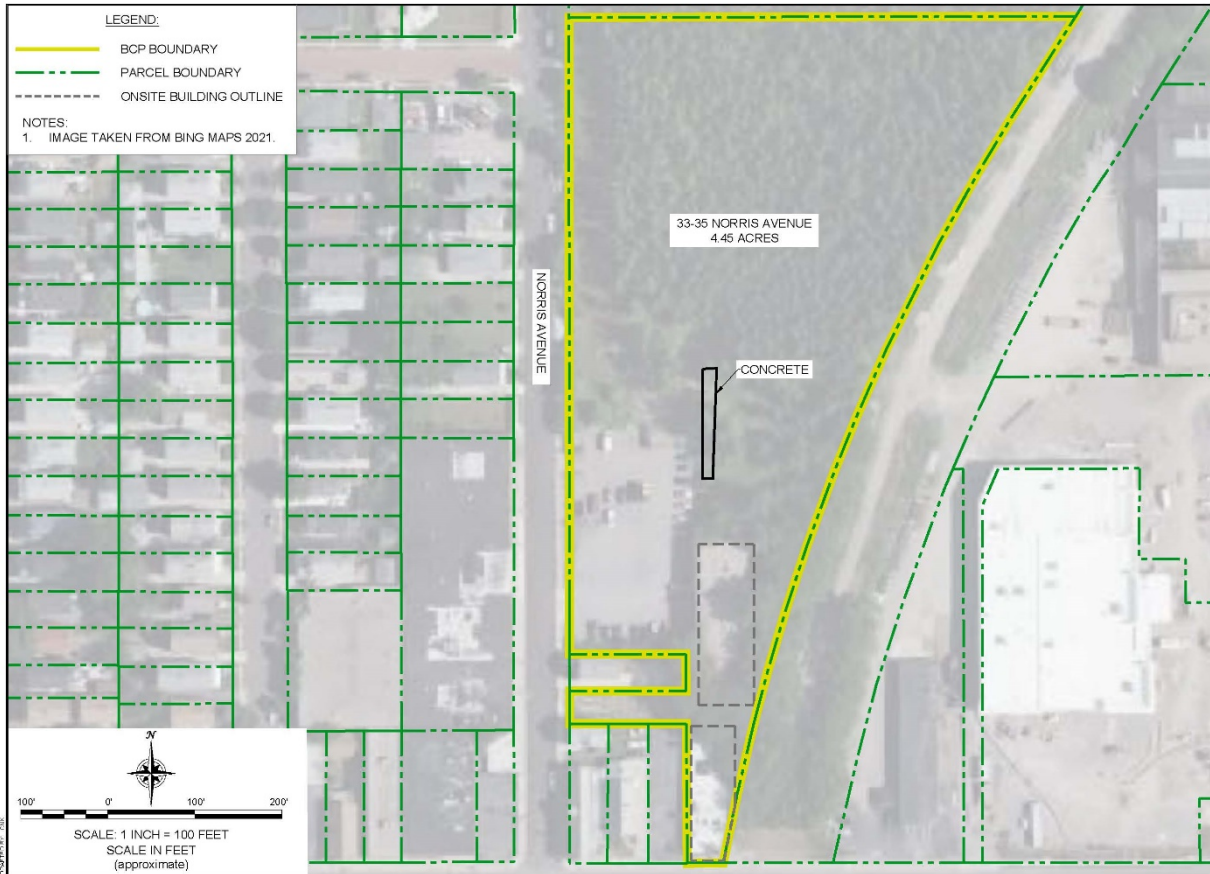 LEGEND:
BCP BOUNDARY
PARCEL BOUNDARY
ONSITE BUILDING OUTLINE
NOTES:
1. IMAGE TAKEN FROM BING MAPS 2021.
33-35 NORRIS AVENUE
4.45 ACRES
NORRIS AVENUE
CONCRETE
N
100' 0' 100' 200'
SCALE: 1 INCH = 100 FEET
SCALE IN FEET
(approximate)